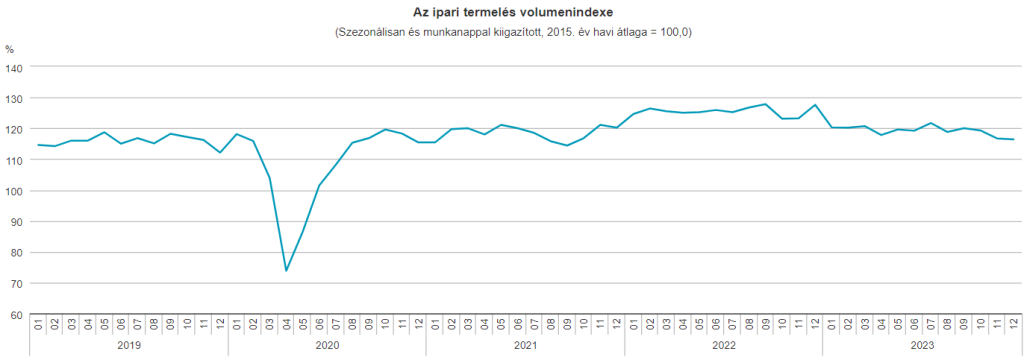 Az ipari termelés volumenindexe
(Szezonálisan és munkanappal kiigazított, 2015. év havi átlaga = 100,0)
%
140
130
120
110
100
90
80
70
60
01 02 03 04 05 06 07 08 09 10 11 12 01 02 03 04 05 06 07 08 09 10 11 12 01 02 03 04 05 06 07 08 09 10 11 12 01 02 03 04 05 06 07 08 09 10 11 12 01 02 03 04 05 06 07 08 09 10 11 12
2019 2020 2021 2022 2023